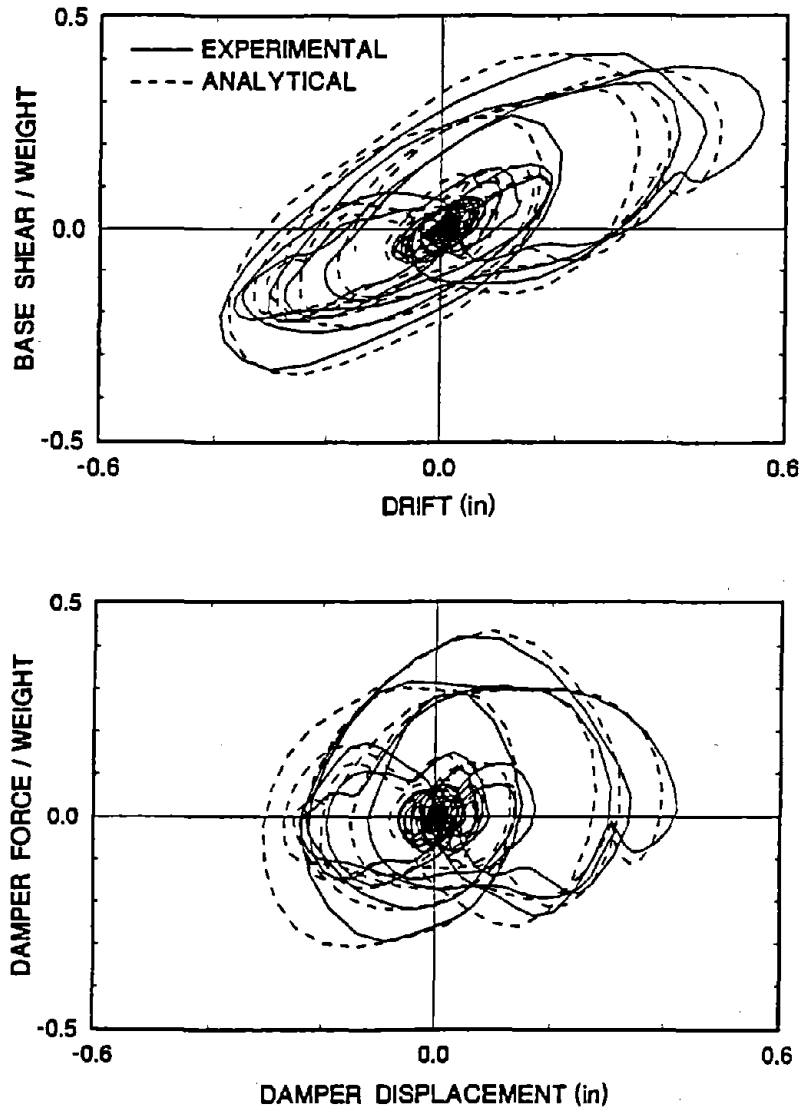 0.5
EXPERIMENTAL
ANALYTICAL
BASE SHEAR / WEIGHT
0.0
-0.5
-0.6
0.0
0.6
DRIFT (in)
0.5
DAMPER FORCE / WEIGHT
0.0
-0.5
-0.6
0.0
0.6
DAMPER DISPLACEMENT (in)